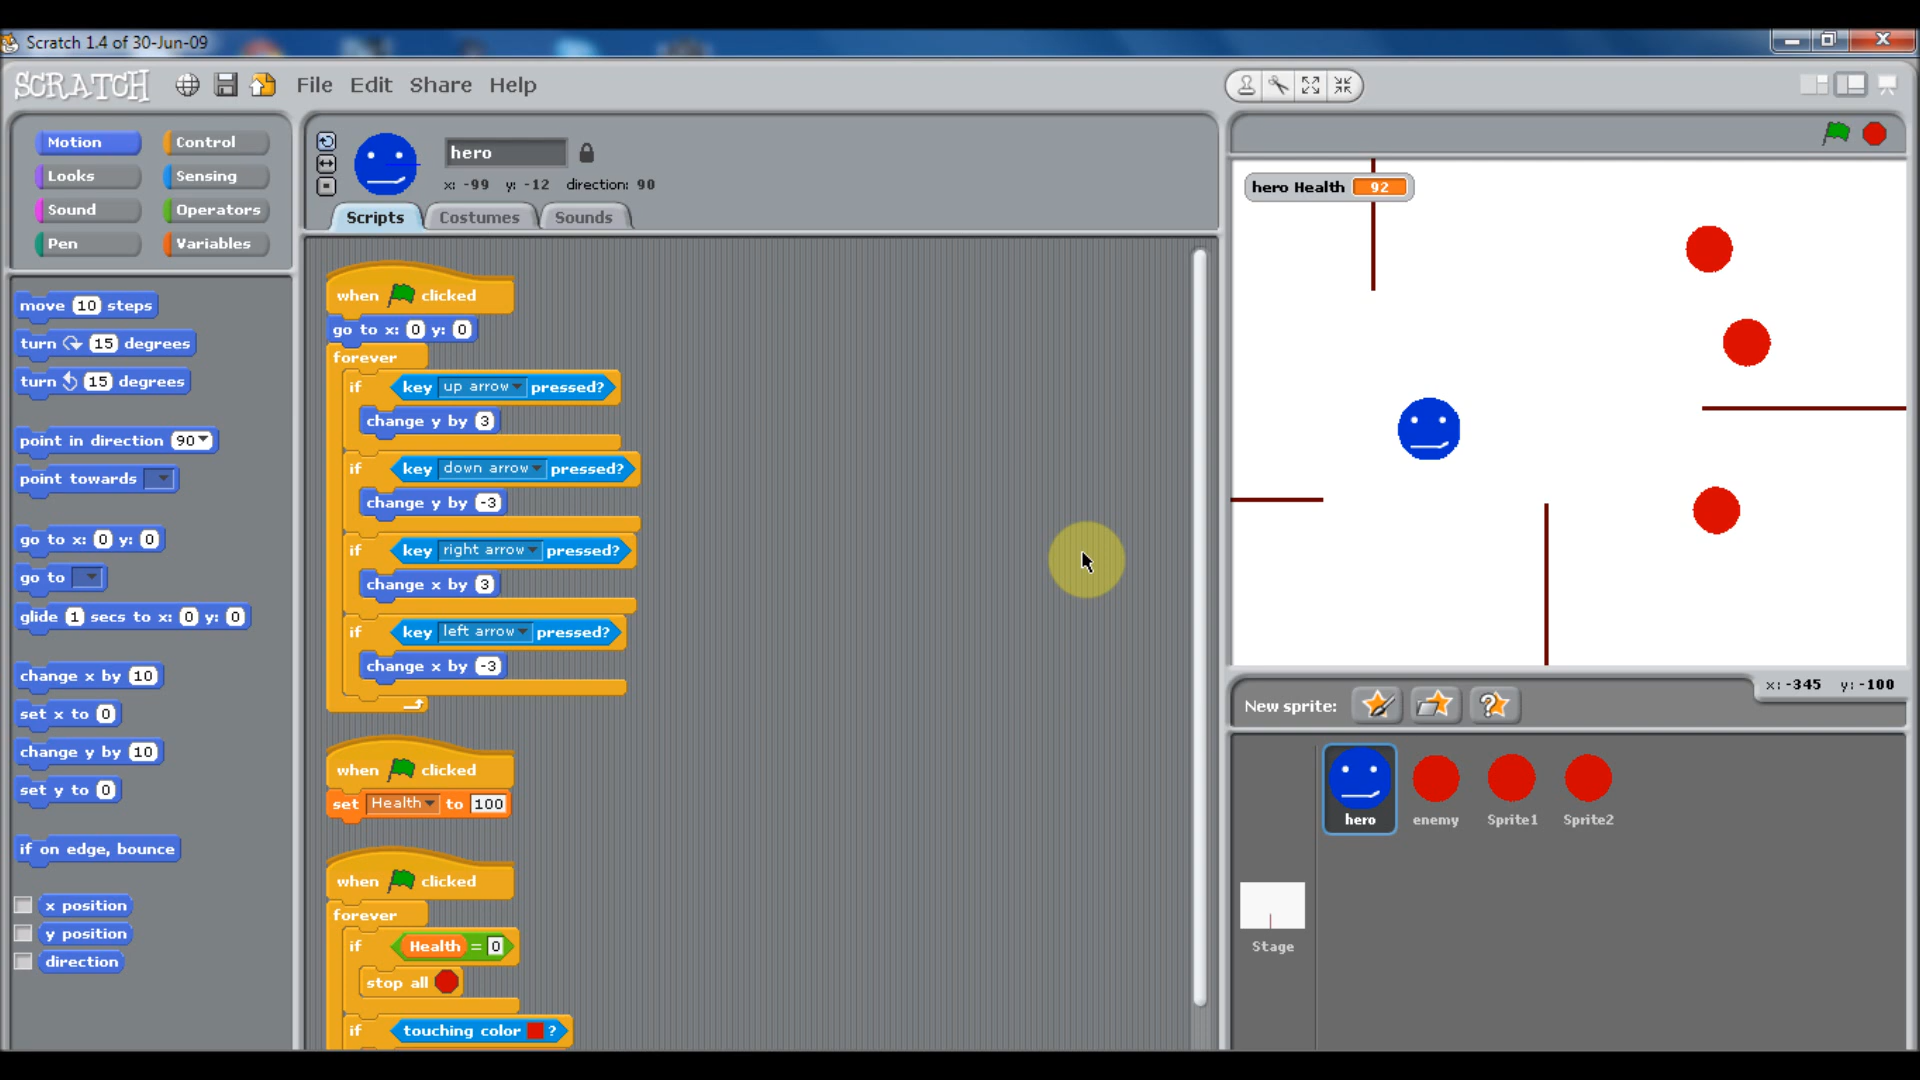 Scratch 1.4 of 30-Jun-09
SCRATCH File Edit Share Help
Motion Control
Looks Sensing
Sound Operators
Pen Variables
move 10 steps
turn 15 degrees
turn 15 degrees
point in direction 90
point towards
go to x: 0 y: 0
go to
glide 1 secs to x: 0 y: 0
change x by 10
set x to 0
change y by 10
set y to 0
if on edge, bounce
x position
y position
direction
hero
x: -99 y: -12 direction: 90
Scripts Costumes Sounds
when clicked
go to x: 0 y: 0
forever
if key up arrow pressed?
change y by 3
if key down arrow pressed?
change y by -3
if key right arrow pressed?
change x by 3
if key left arrow pressed?
change x by -3
when clicked
set Health to 100
when clicked
forever
if Health = 0
stop all
if touching color ?
hero Health 92
x: -345 y: -100
New sprite:
hero enemy Sprite1 Sprite2
Stage